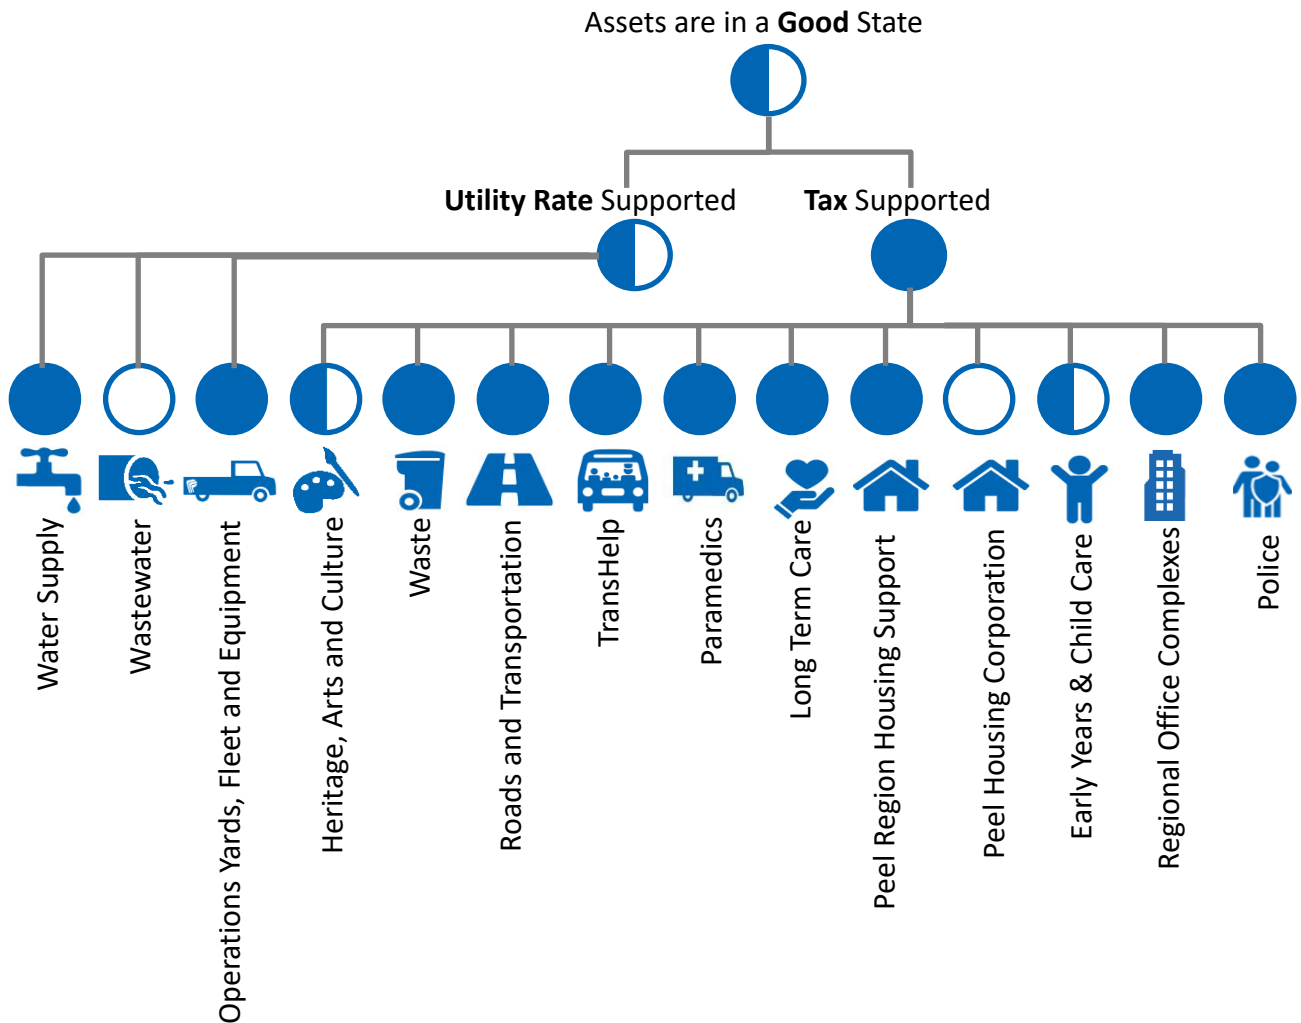 Assets are in a Good State
Utility Rate Supported
Tax Supported
Water Supply
Wastewater
Operations Yards, Fleet and Equipment
Heritage, Arts and Culture
Waste
Roads and Transportation
TransHelp
Paramedics
Long Term Care
Peel Region Housing Support
Peel Housing Corporation
Early Years & Child Care
Regional Office Complexes
Police